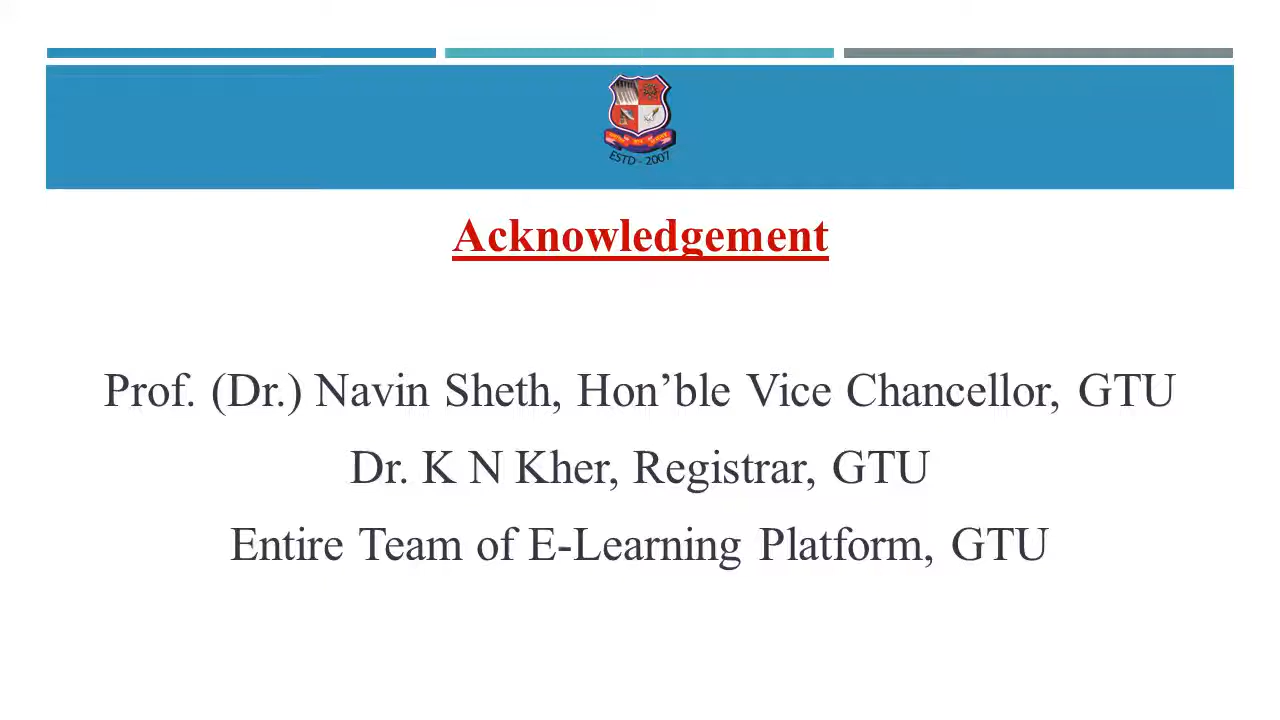 ESTD - 2007
Acknowledgement
Prof. (Dr.) Navin Sheth, Hon’ble Vice Chancellor, GTU
Dr. K N Kher, Registrar, GTU
Entire Team of E-Learning Platform, GTU